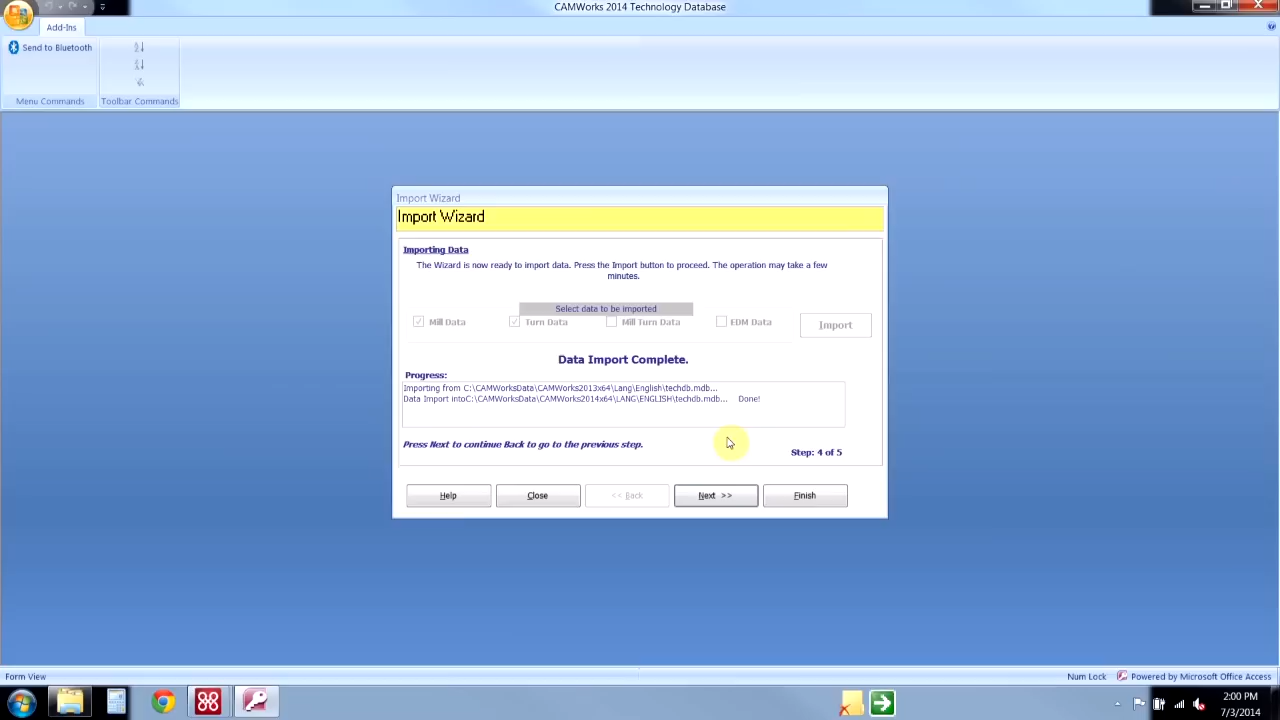 CAMWorks 2014 Technology Database
Add-Ins
Send to Bluetooth
Menu Commands
Toolbar Commands
Import Wizard
Import Wizard
Importing Data
The Wizard is now ready to import data. Press the Import button to proceed. The operation may take a few
minutes.
Select data to be imported
Mill Data
Turn Data
Mill Turn Data
EDM Data
Import
Data Import Complete.
Progress:
Importing from C:\CAMWorksData\CAMWorks2013x64\Lang\English\techdb.mdb...
Data Import intoC:\CAMWorksData\CAMWorks2014x64\LANG\ENGLISH\techdb.mdb... Done!
Press Next to continue Back to go to the previous step.
Step: 4 of 5
Help
Close
<< Back
Next >>
Finish
Form View
Num Lock
Powered by Microsoft Office Access
2:00 PM
7/3/2014